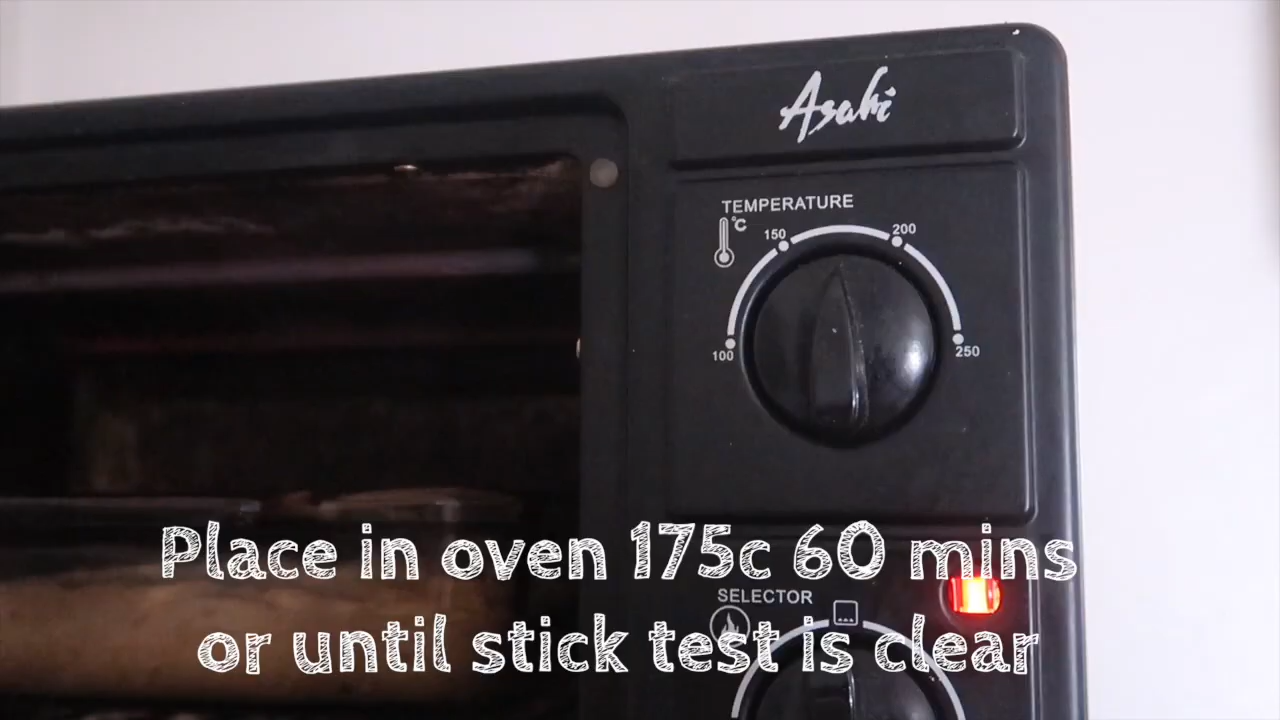 Asahi
TEMPERATURE
°C
150
200
100
250
Place in oven 175c 60 mins
SELECTOR
or until stick test is clear